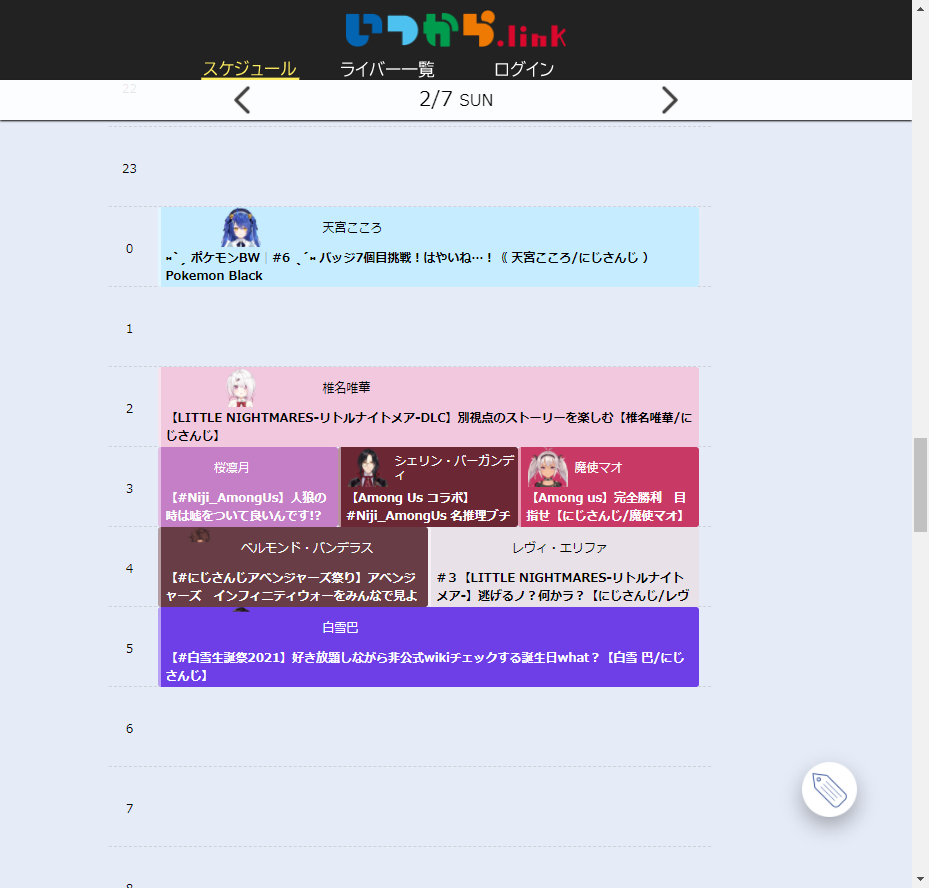 いつから.link
スケジュール ライバー一覧 ログイン
22
2/7 SUN
23
0
天宮こころ
⑅˵ˏ ポケモンBW｜#6 ˎˊ˗ バッジ7個目挑戦！はやいね…！《 天宮こころ/にじさんじ ）
Pokemon Black
1
2
椎名唯華
【LITTLE NIGHTMARES-リトルナイトメア-DLC】別視点のストーリーを楽しむ【椎名唯華/に
じさんじ】
3
桜凛月
【#Niji_AmongUs】人狼の
時は嘘をついて良いんです!?
シェリン・バーガンデ
ィ
【Among Us コラボ】
#Niji_AmongUs 名推理ブチ
魔使マオ
【Among us】完全勝利　目
指せ【にじさんじ/魔使マオ】
4
ベルモンド・バンデラス
【#にじさんじアベンジャーズ祭り】アベンジ
ャーズ　インフィニティウォーをみんなで見よ
レヴィ・エリファ
#３【LITTLE NIGHTMARES-リトルナイト
メア-】逃げるノ？何かラ？【にじさんじ/レヴ
5
白雪巴
【#白雪生誕祭2021】好き放題しながら非公式wikiチェックする誕生日what？【白雪 巴/にじ
さんじ】
6
7
8